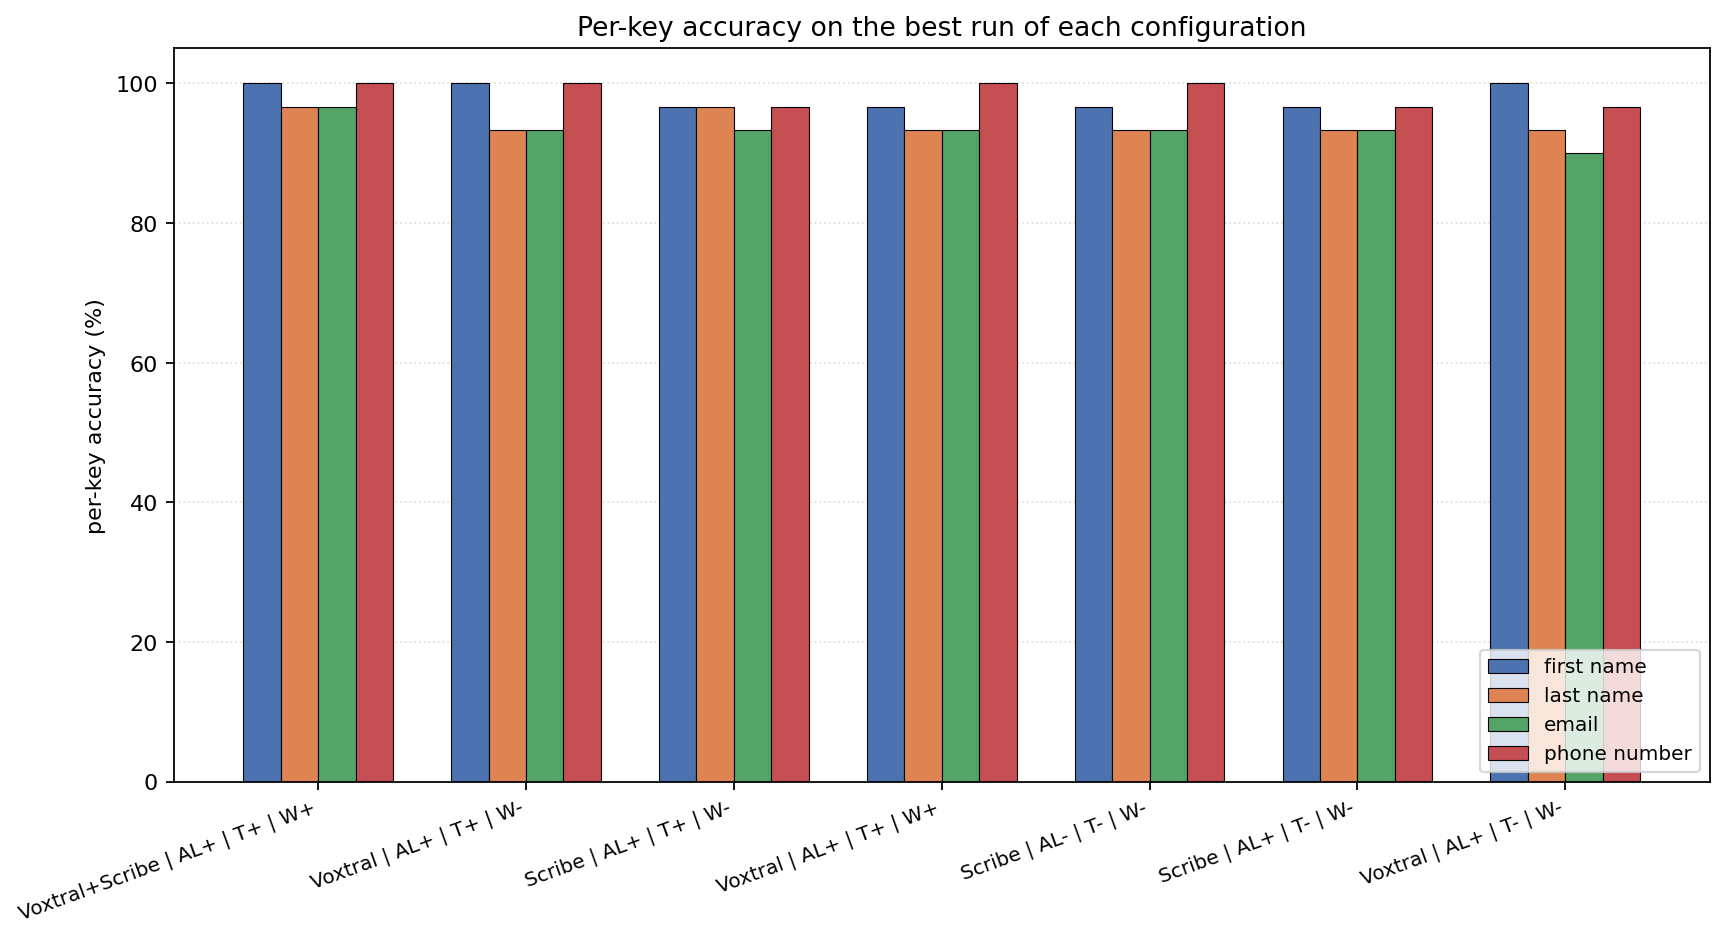 Per-key accuracy on the best run of each configuration
per-key accuracy (%)
100
80
60
40
20
0
first name
last name
email
phone number
Voxtral+Scribe | AL+ | T+ | W+
Voxtral | AL+ | T+ | W-
Scribe | AL+ | T+ | W-
Voxtral | AL+ | T+ | W+
Scribe | AL- | T- | W-
Scribe | AL+ | T- | W-
Voxtral | AL+ | T- | W-